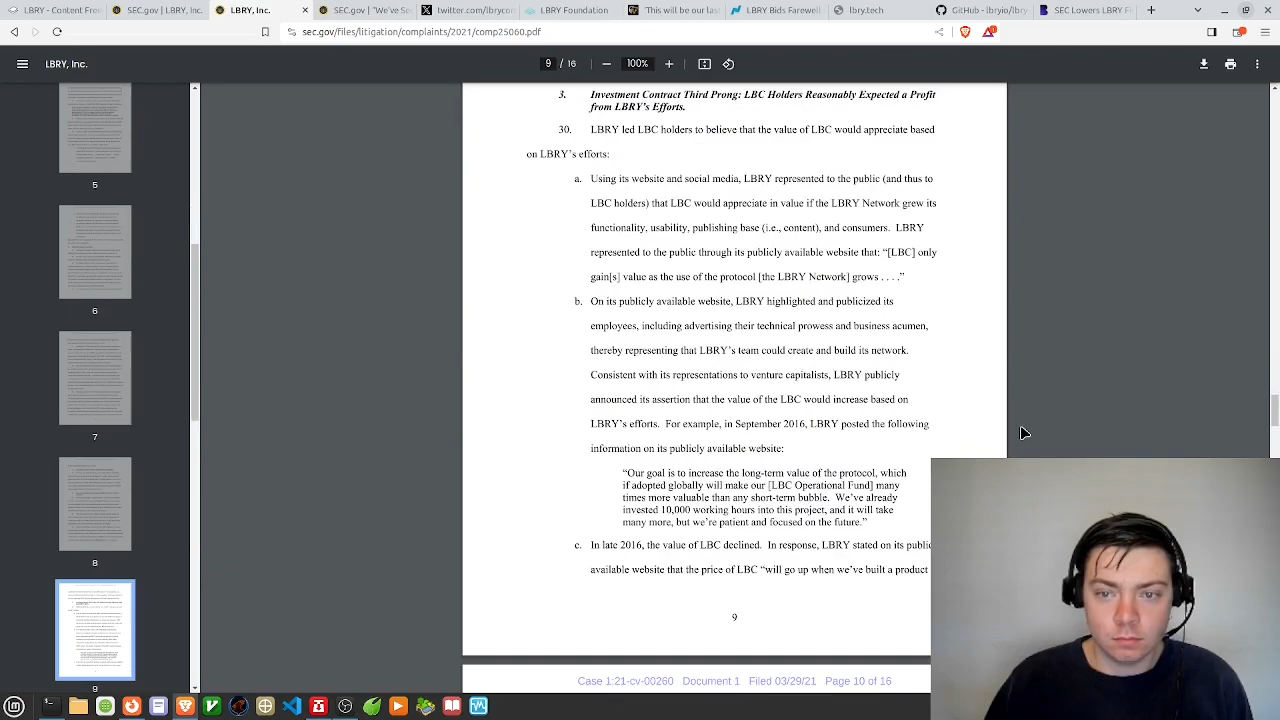 LBRY - Content Free
SEC.gov | LBRY, Inc.
LBRY, Inc.
SEC.gov | "We've Se
twitter.com/lbrycom
LBRY Foundation
"This will be our last
LBRY Bids Farewell
lbry.tech
GitHub - lbryio/lbry
SEC Lowers LBRY Fi
sec.gov/files/litigation/complaints/2021/comp25060.pdf
LBRY, Inc.
9 / 16
100%
3. Investment Contract Third Prong: LBC Holders Reasonably Expected a Profit
from LBRY's Efforts.
30. LBRY led LBC holders to believe that the value LBC would appreciate based
on LBRY's efforts:
a. Using its website and social media, LBRY represented to the public (and thus to
LBC holders) that LBC would appreciate in value if the LBRY Network grew its
functionality, as well as publishing base (inventory) and consumers. LBRY
represented to the public through its publicly available website that: "[LBC] only
gain[s] value as the use of the protocol [that is, the network] grows . . . ."
b. On its publicly available website, LBRY highlighted and publicized its
employees, including advertising their technical prowess and business acumen,
thereby representing that LBRY's team could and would build its network.
Consistent with its representations to venture capitalists, LBRY publicly
announced its assertion that the value of the LBC would increase based on
LBRY's efforts. For example, in September 2016, LBRY posted the following
information on its publicly available website:
"Our goal is to increase the long-term value of the protocol, which
if adopted globally will make our [LBC Operational Fund] many
times more valuable than any short-term pump. We've already
invested 10,000 working hours into this project, and it will take
many more. But we're patient and see the future."
c. In late 2016, the value of LBC declined. In response, LBRY stated on its public
available website that the price of LBC "will go up when we've built a product
9
Case 1:21-cv-00260 Document 1 Filed 03/29/21 Page 10 of 16
5
6
7
8
9